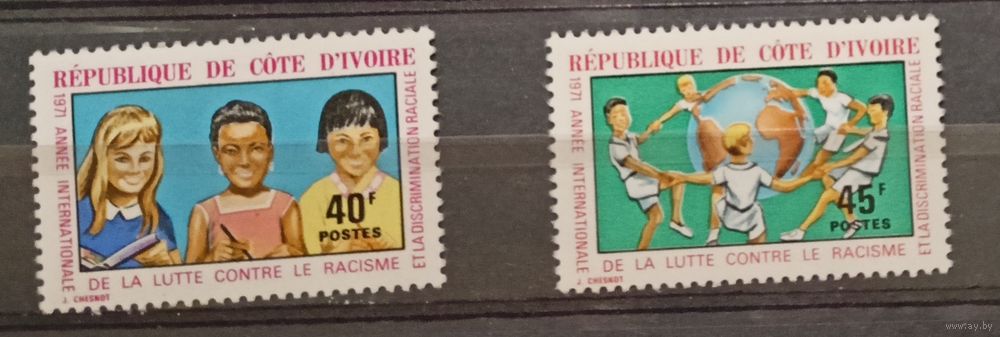 RÉPUBLIQUE DE CÔTE D'IVOIRE
1971 ANNÉE INTERNATIONALE
DE LA LUTTE CONTRE LE RACISME
ET LA DISCRIMINATION RACIALE
40F
POSTES
J. CHESNOT
RÉPUBLIQUE DE CÔTE D'IVOIRE
1971 ANNÉE INTERNATIONALE
DE LA LUTTE CONTRE LE RACISME
ET LA DISCRIMINATION RACIALE
45F
POSTES
J. CHESNOT
www.ay.by